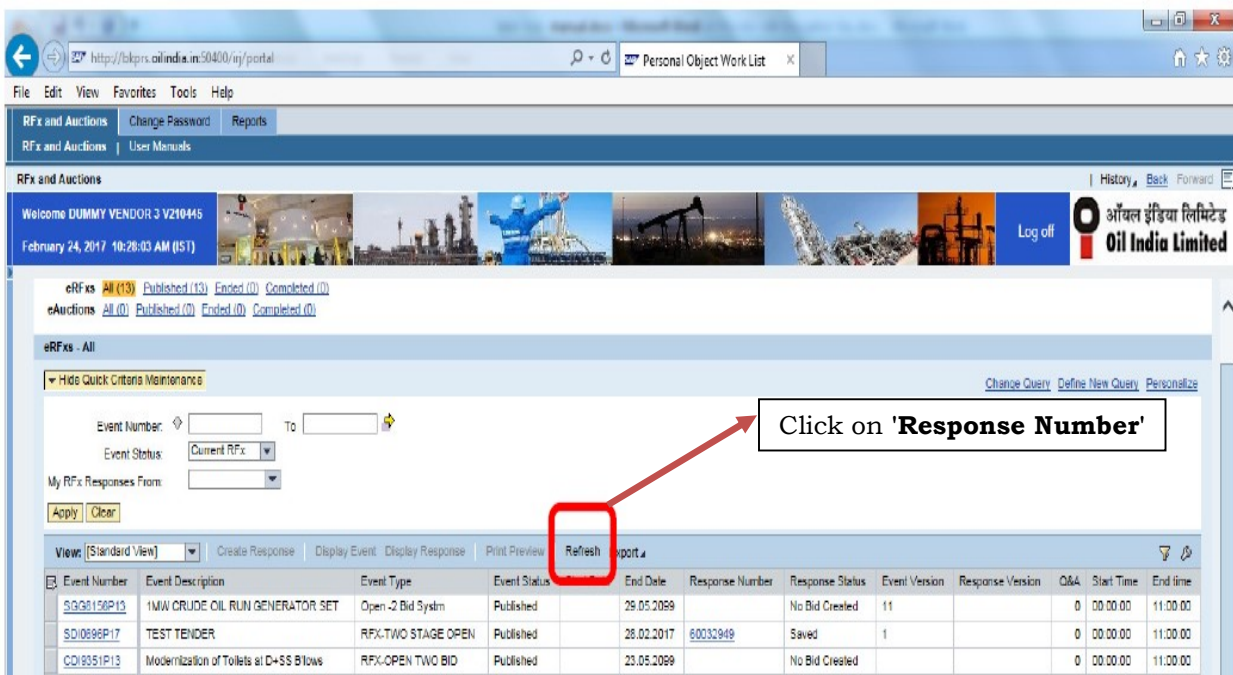 http://bkprs.oilindia.in:50400/irj/portal
Personal Object Work List
File Edit View Favorites Tools Help
RFx and Auctions Change Password Reports
RFx and Auctions | User Manuals
RFx and Auctions
| History Back Forward
Welcome DUMMY VENDOR 3 V210445
February 24, 2017 10:28:03 AM (IST)
Log off
ऑयल इंडिया लिमिटेड
Oil India Limited
eRFxs All (13) Published (13) Ended (0) Completed (0)
eAuctions All (0) Published (0) Ended (0) Completed (0)
eRFxs - All
Hide Quick Criteria Maintenance
Change Query Define New Query Personalize
Event Number: To
Click on 'Response Number'
Event Status: Current RFx
My RFx Responses From:
Apply Clear
View: [Standard View] Create Response Display Event Display Response Print Preview Refresh Export
Event Number Event Description Event Type Event Status End Date Response Number Response Status Event Version Response Version Q&A Start Time End time
SGG8156P13 1MW CRUDE OIL RUN GENERATOR SET Open -2 Bid Systm Published 29.05.2099 No Bid Created 11 0 00:00:00 11:00:00
SDI0696P17 TEST TENDER RFX-TWO STAGE OPEN Published 28.02.2017 60032949 Saved 1 0 00:00:00 11:00:00
CDI9351P13 Modernization of Toilets at D+SS B'lows RFX-OPEN TWO BID Published 23.05.2099 No Bid Created 0 00:00:00 11:00:00